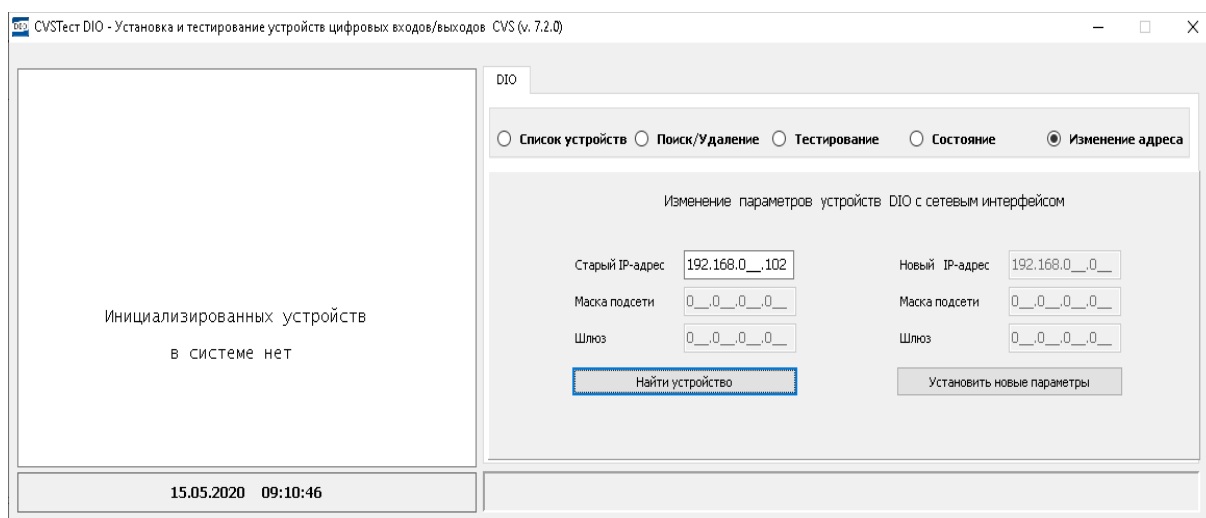 DIO CVSТест DIO - Установка и тестирование устройств цифровых входов/выходов CVS (v. 7.2.0)
DIO
Список устройств Поиск/Удаление Тестирование Состояние Изменение адреса
Изменение параметров устройств DIO с сетевым интерфейсом
Старый IP-адрес 192.168.0__.102 Новый IP-адрес 192.168.0__.0__
Маска подсети 0__.0__.0__.0__ Маска подсети 0__.0__.0__.0__
Шлюз 0__.0__.0__.0__ Шлюз 0__.0__.0__.0__
Найти устройство Установить новые параметры
Инициализированных устройств
в системе нет
15.05.2020 09:10:46